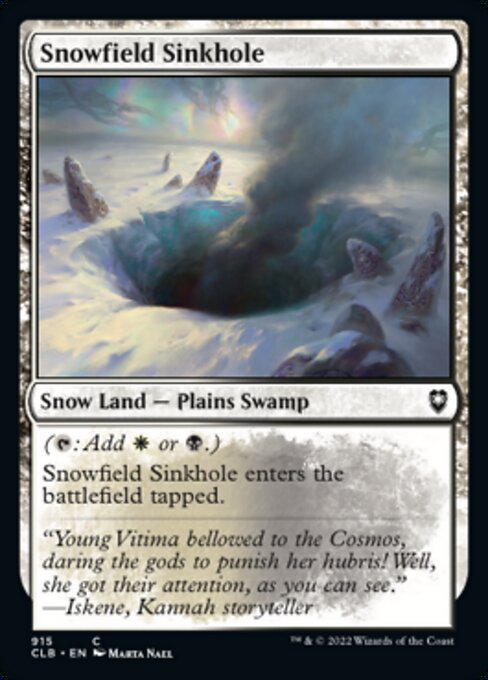 Snowfield Sinkhole
Snow Land — Plains Swamp
(: Add or .)
Snowfield Sinkhole enters the
battlefield tapped.
“Young Vitima bellowed to the Cosmos,
daring the gods to punish her hubris! Well,
she got their attention, as you can see.”
—Iskene, Kannah storyteller
915 C
CLB • EN Marta Nael
™ & © 2022 Wizards of the Coast